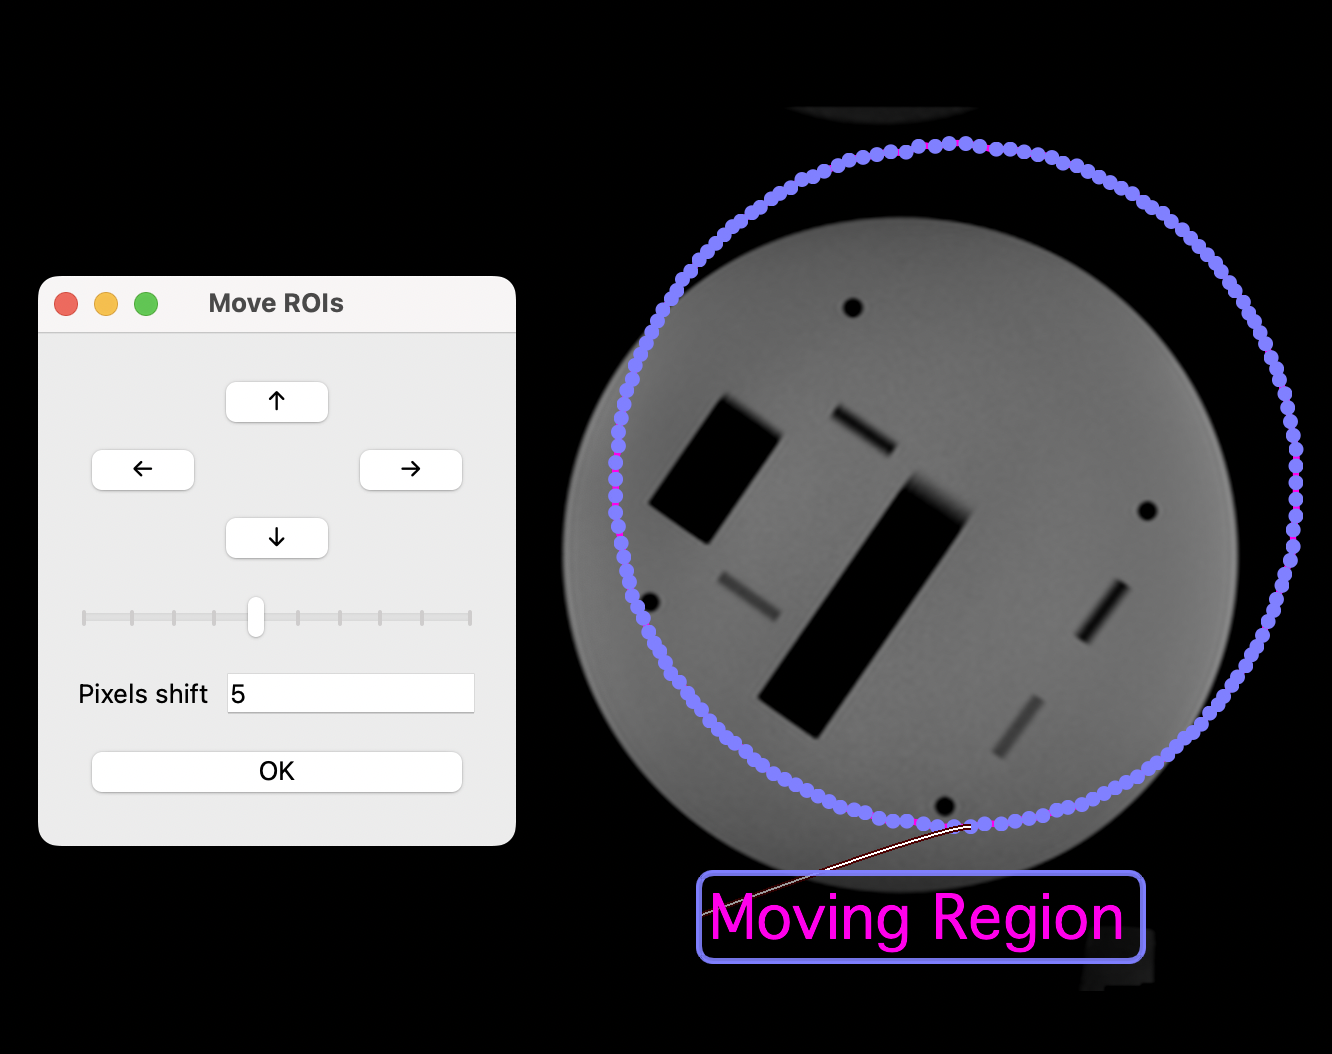 Move ROIs
↑
← →
↓
Pixels shift 5
OK
Moving Region